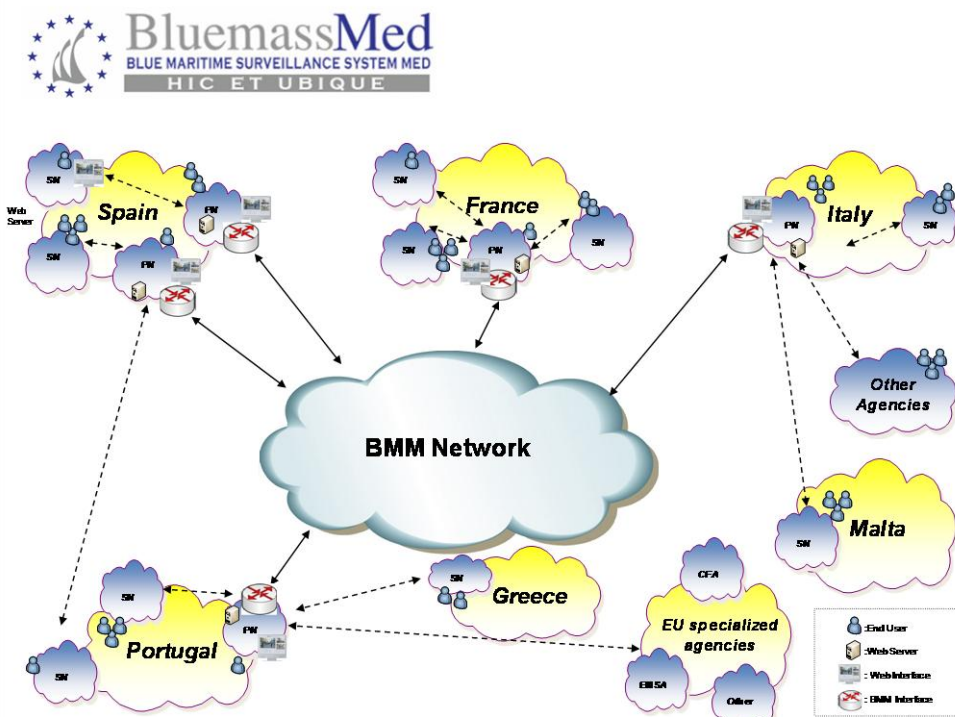 BluemassMed
BLUE MARITIME SURVEILLANCE SYSTEM MED
HIC ET UBIQUE
SN
Spain
PN
Web
Server
SN
PN
SN
France
SN
PN
SN
Italy
PN
SN
Other
Agencies
BMM Network
SN
Malta
SN
PN
Portugal
SN
SN
Greece
CFA
EU specialized
agencies
EMSA
Other
:End User
:Web Server
: Web Interface
: BMM Interface